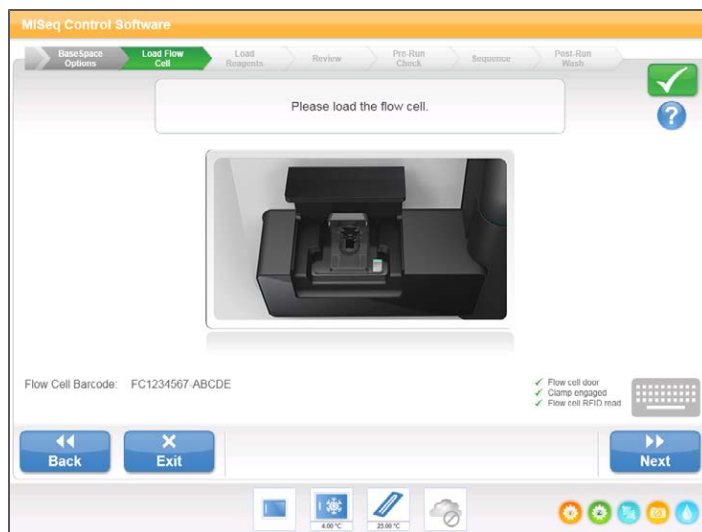 MiSeq Control Software
BaseSpace
Options
Load Flow
Cell
Load
Reagents
Review
Pre-Run
Check
Sequence
Post-Run
Wash
Please load the flow cell.
Flow Cell Barcode: FC1234567-ABCDE
Flow cell door
Clamp engaged
Flow cell RFID read
Back
Exit
Next
4.00 °C
25.00 °C